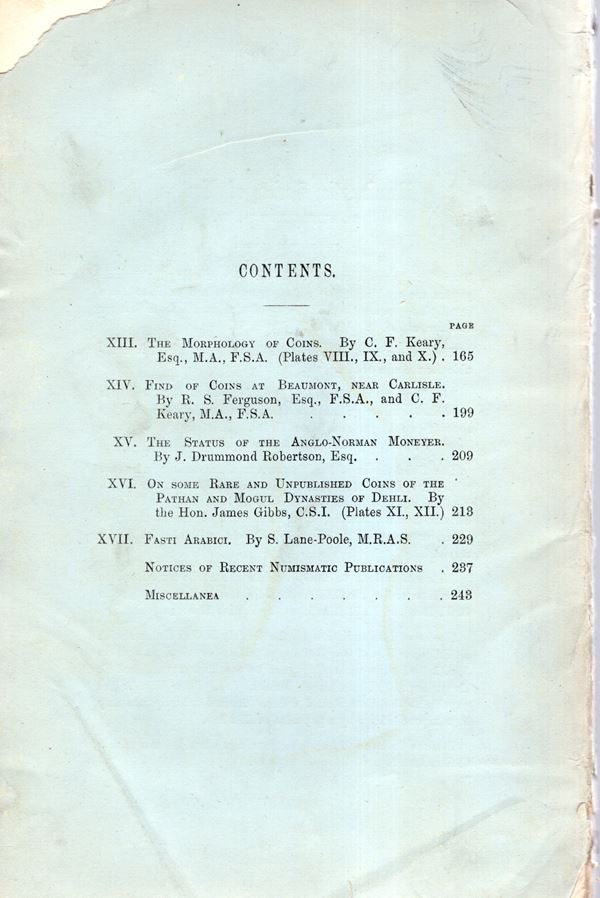 CONTENTS.
PAGE
XIII. The Morphology of Coins. By C. F. Keary,
Esq., M.A., F.S.A. (Plates VIII., IX., and X.) . 165
XIV. Find of Coins at Beaumont, near Carlisle.
By R. S. Ferguson, Esq., F.S.A., and C. F.
Keary, M.A., F.S.A. . . . . . 199
XV. The Status of the Anglo-Norman Moneyer.
By J. Drummond Robertson, Esq. . . . 209
XVI. On some Rare and Unpublished Coins of the
Pathan and Mogul Dynasties of Dehli. By
the Hon. James Gibbs, C.S.I. (Plates XI., XII.) 213
XVII. Fasti Arabici. By S. Lane-Poole, M.R.A.S. . 229
Notices of Recent Numismatic Publications . 237
Miscellanea . . . . . . . 243